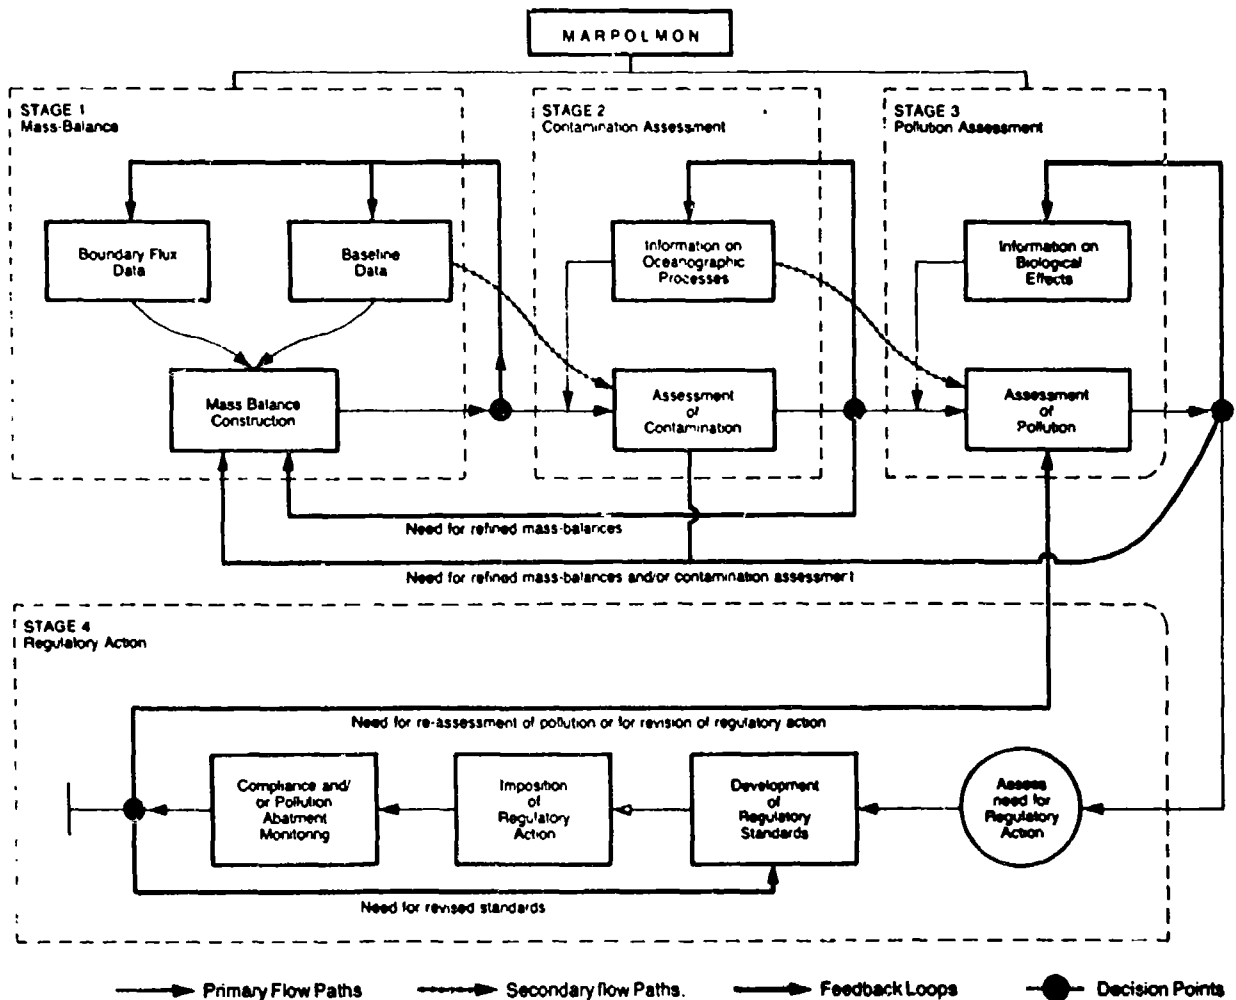 MARPOLMON
STAGE 1
Mass-Balance
STAGE 2
Contamination Assessment
STAGE 3
Pollution Assessment
Boundary Flux
Data
Baseline
Data
Information on
Oceanographic
Processes
Information on
Biological
Effects
Mass Balance
Construction
Assessment
of
Contamination
Assessment
of
Pollution
Need for refined mass-balances
Need for refined mass-balances and/or contamination assessment
STAGE 4
Regulatory Action
Need for re-assessment of pollution or for revision of regulatory action
Compliance and/
or Pollution
Abatment
Monitoring
Imposition
of
Regulatory
Action
Development
of
Regulatory
Standards
Assess
need for
Regulatory
Action
Need for revised standards
Primary Flow Paths
Secondary flow Paths.
Feedback Loops
Decision Points